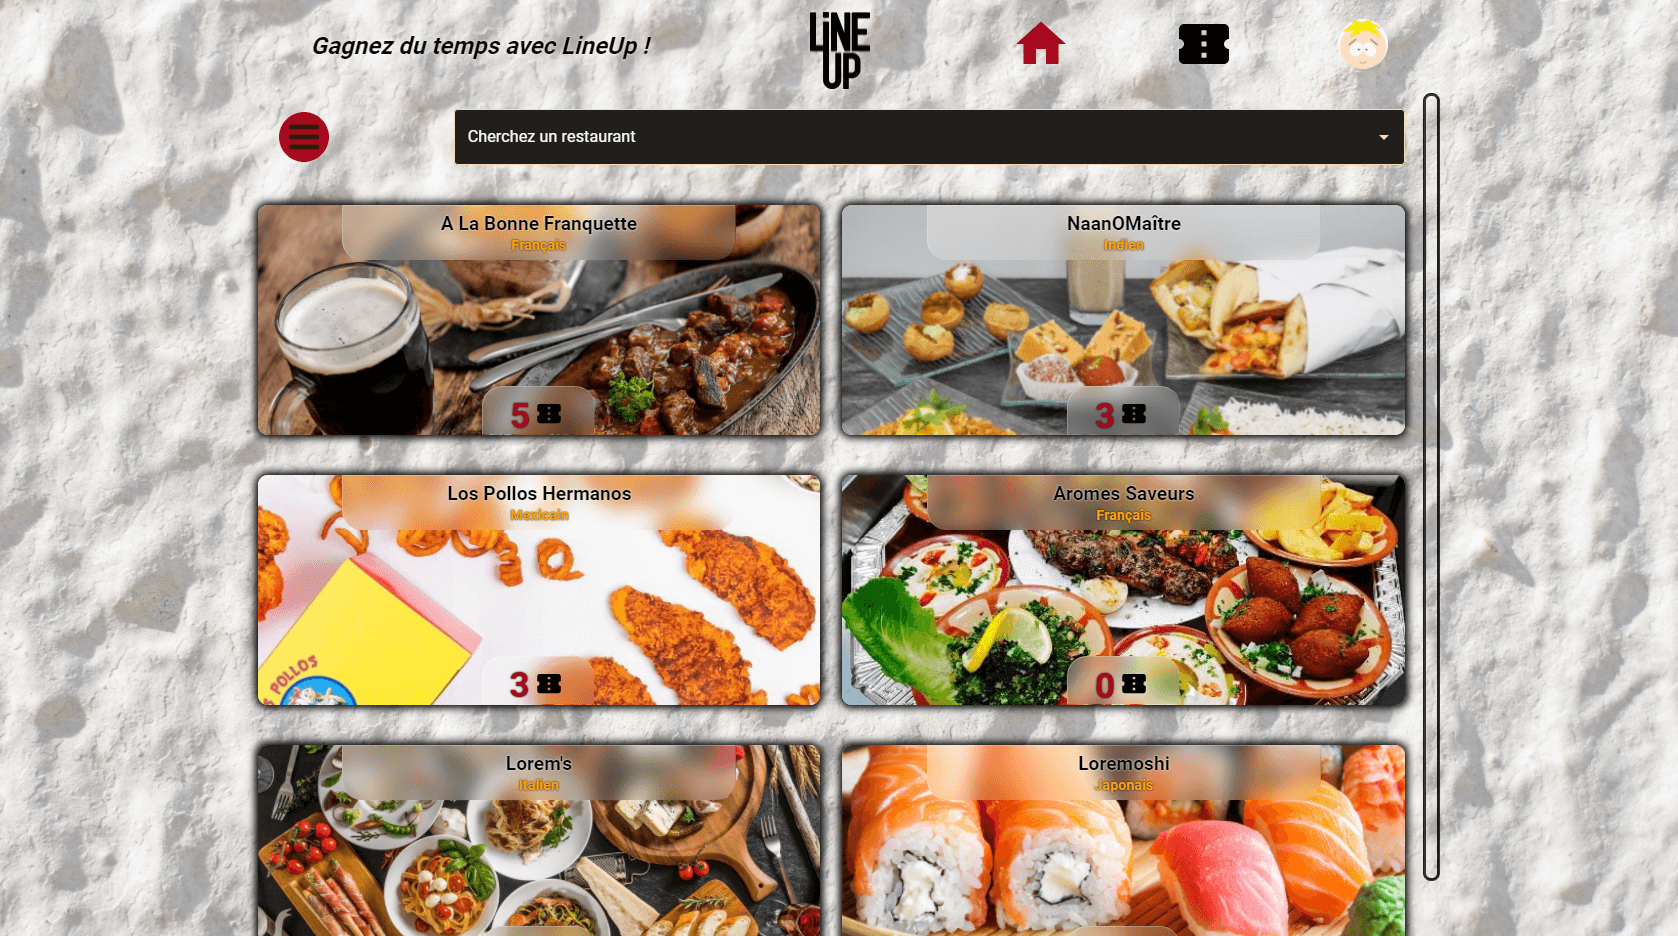 Gagnez du temps avec LineUp !
LiNE
UP
Cherchez un restaurant
A La Bonne Franquette
Français
5
NaanOMaître
Indien
3
Los Pollos Hermanos
Mexicain
POLLOS
3
Aromes Saveurs
Français
0
Lorem's
Italien
Loremoshi
Japonais